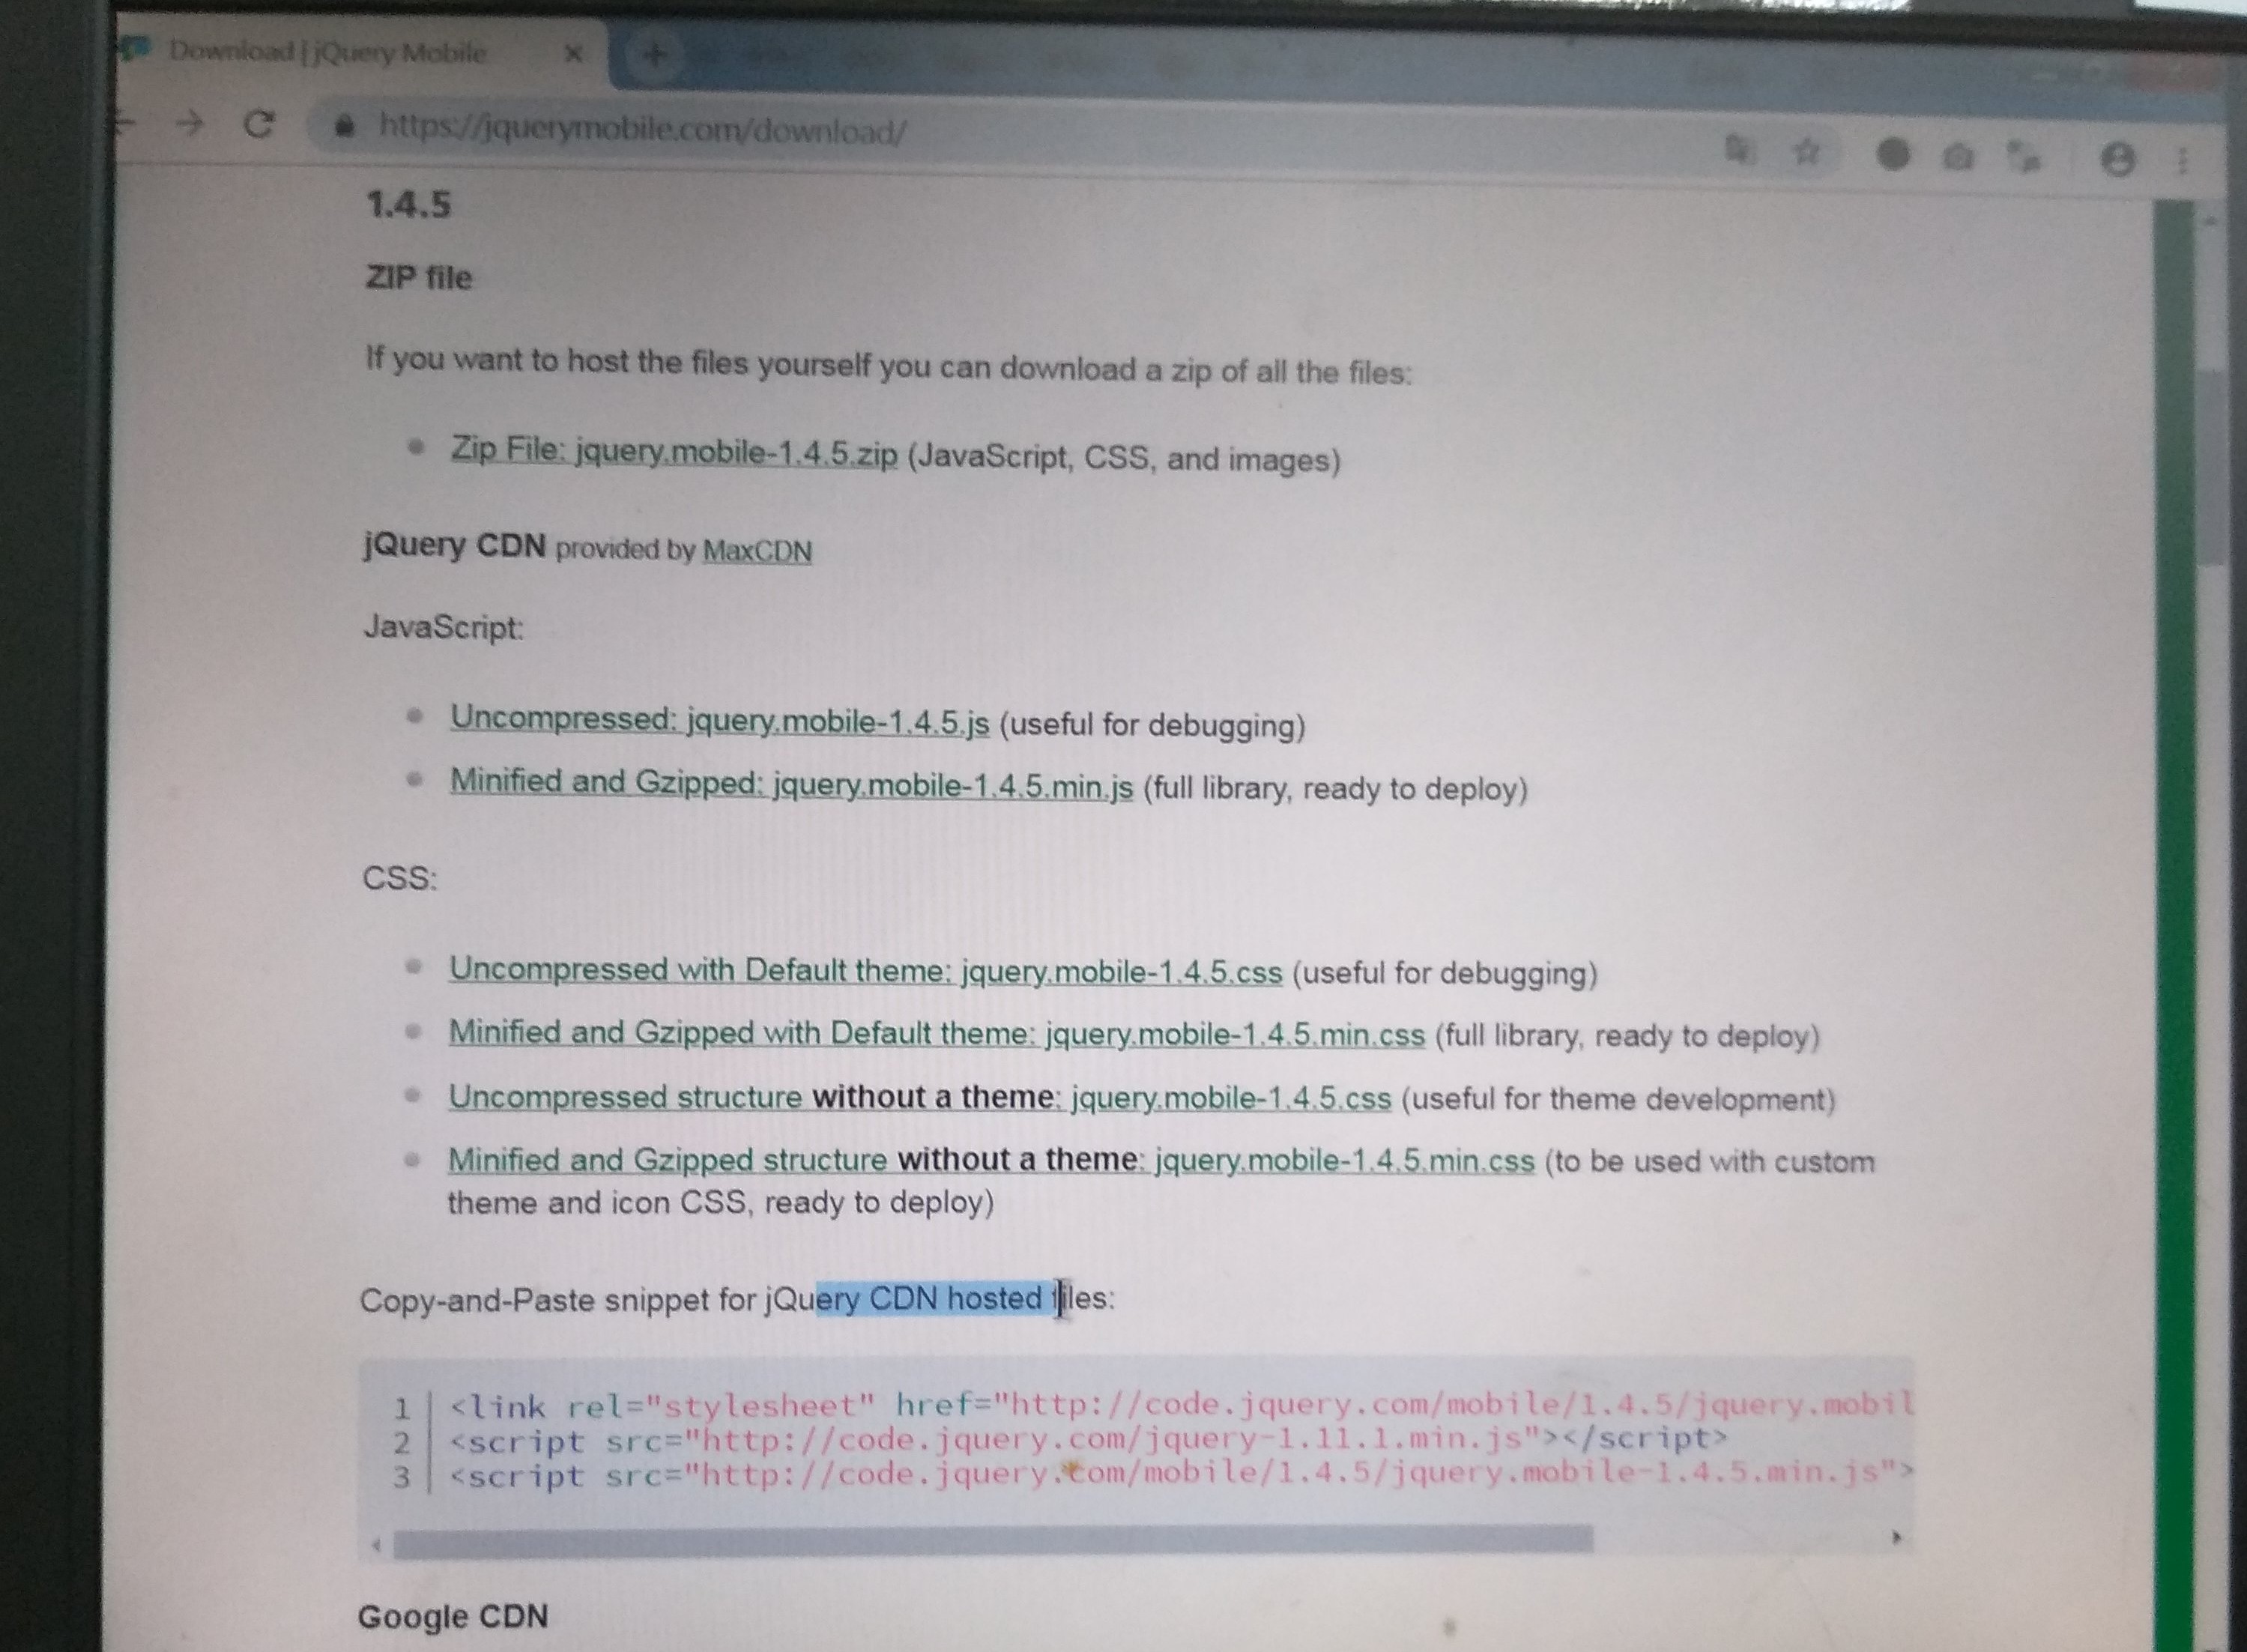 Download | jQuery Mobile
https://jquerymobile.com/download/
1.4.5
ZIP file
If you want to host the files yourself you can download a zip of all the files:
Zip File: jquery.mobile-1.4.5.zip (JavaScript, CSS, and images)
jQuery CDN provided by MaxCDN
JavaScript:
Uncompressed: jquery.mobile-1.4.5.js (useful for debugging)
Minified and Gzipped: jquery.mobile-1.4.5.min.js (full library, ready to deploy)
CSS:
Uncompressed with Default theme: jquery.mobile-1.4.5.css (useful for debugging)
Minified and Gzipped with Default theme: jquery.mobile-1.4.5.min.css (full library, ready to deploy)
Uncompressed structure without a theme: jquery.mobile-1.4.5.css (useful for theme development)
Minified and Gzipped structure without a theme: jquery.mobile-1.4.5.min.css (to be used with custom
theme and icon CSS, ready to deploy)
Copy-and-Paste snippet for jQuery CDN hosted files:
1 <link rel="stylesheet" href="http://code.jquery.com/mobile/1.4.5/jquery.mobil
2 <script src="http://code.jquery.com/jquery-1.11.1.min.js"></script>
3 <script src="http://code.jquery.com/mobile/1.4.5/jquery.mobile-1.4.5.min.js">
Google CDN